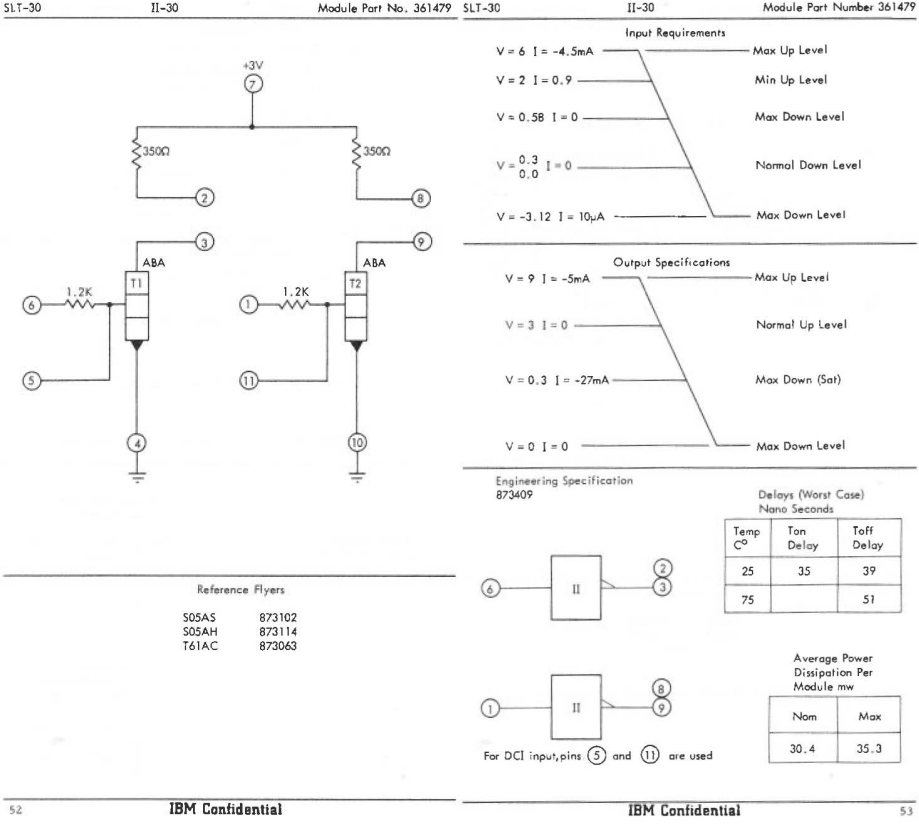 SLT-30 II-30 Module Part No. 361479
+3V
7
350Ω 350Ω
2 8
3 9
ABA ABA
T1 T2
6 1.2K 1 1.2K
5 11
4 10
Reference Flyers
S05AS 873102
S05AH 873114
T61AC 873063
52 IBM Confidential
SLT-30 II-30 Module Part Number 361479
Input Requirements
V = 6 I = -4.5mA Max Up Level
V = 2 I = 0.9 Min Up Level
V = 0.58 I = 0 Max Down Level
V = 0.3 0.0 I = 0 Normal Down Level
V = -3.12 I = 10μA Max Down Level
Output Specifications
V = 9 I = -5mA Max Up Level
V = 3 I = 0 Normal Up Level
V = 0.3 I = -27mA Max Down (Sat)
V = 0 I = 0 Max Down Level
Engineering Specification
873409
Delays (Worst Case)
Nano Seconds
Temp C° Ton Delay Toff Delay
25 35 39
75 51
6 II 2 3
1 II 8 9
For DCI input, pins 5 and 11 are used
Average Power
Dissipation Per
Module mw
Nom Max
30.4 35.3
IBM Confidential 53